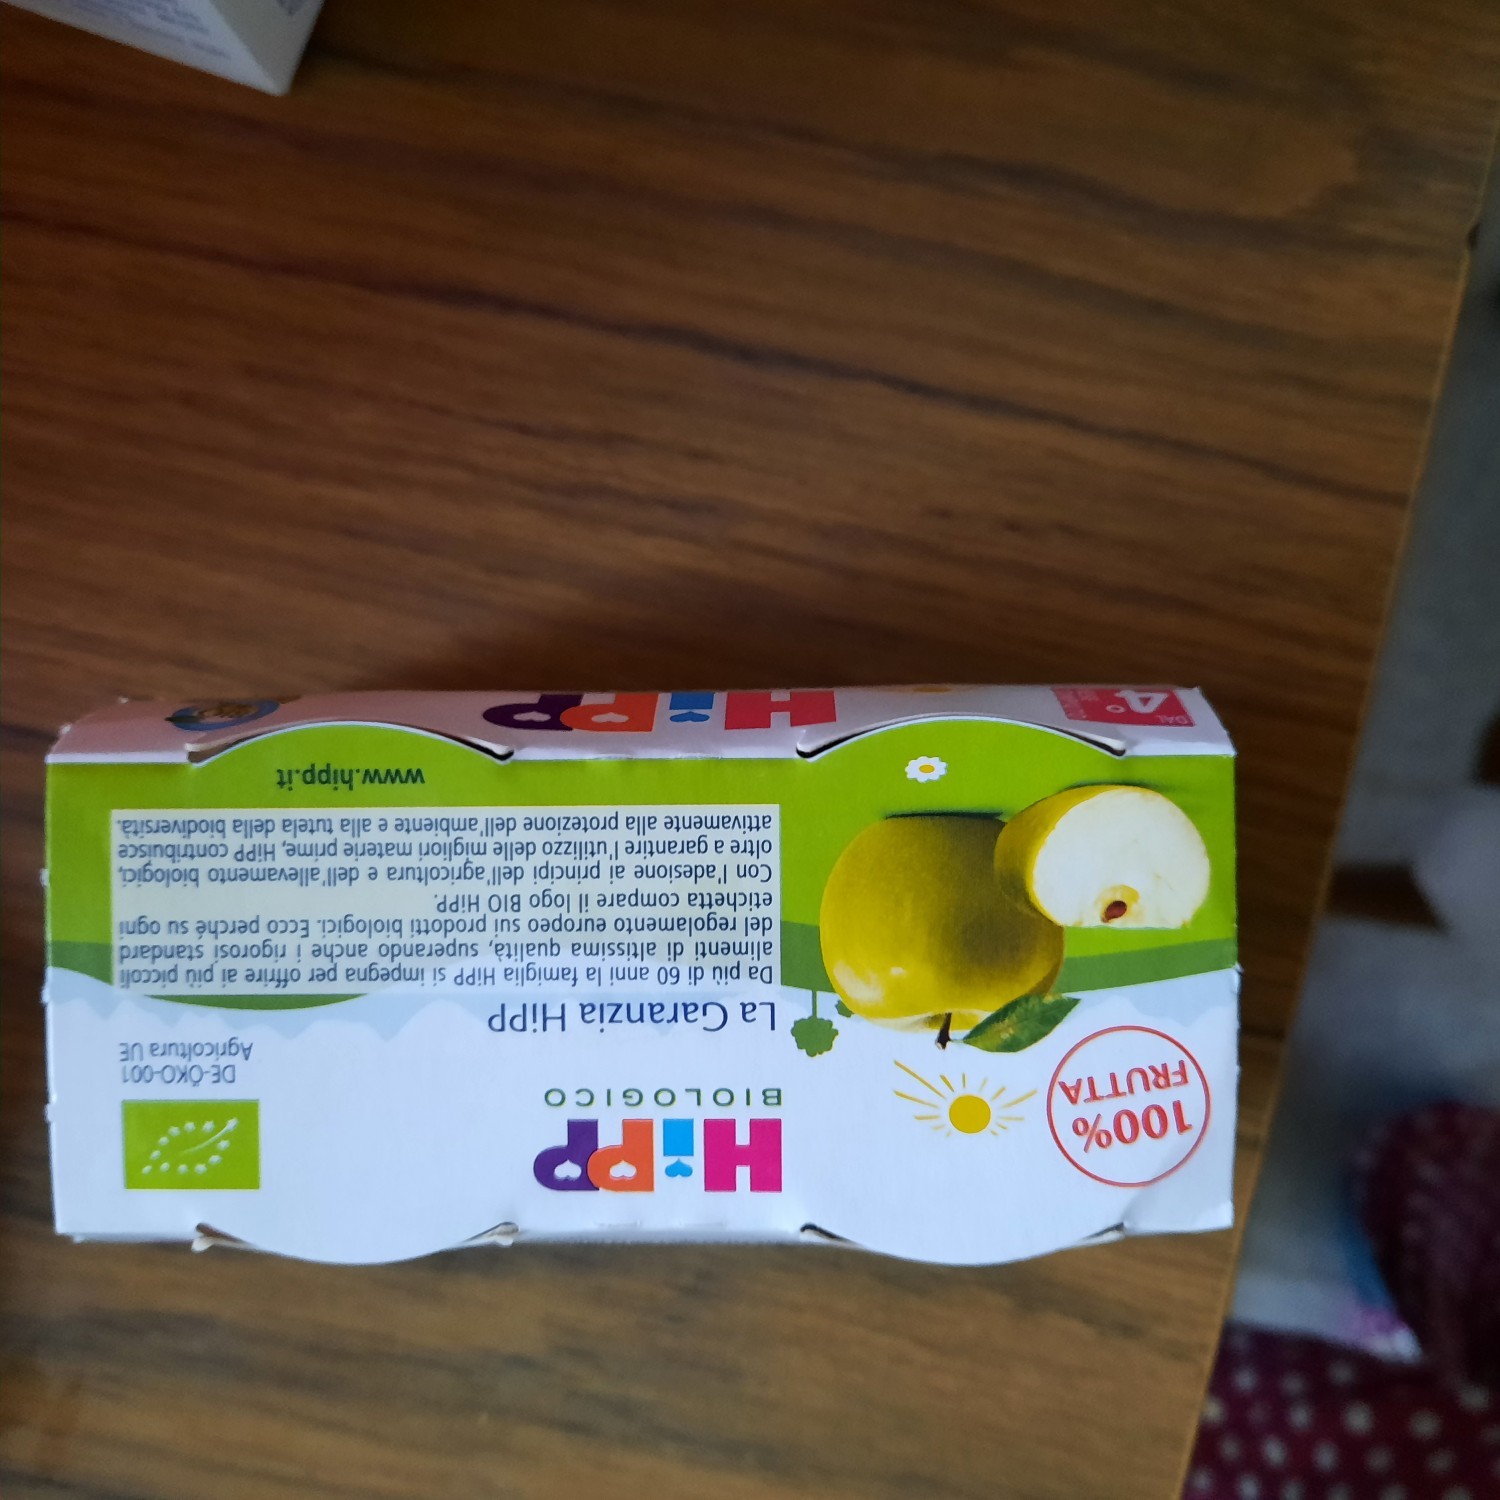 100%
FRUTTA
HiPP
BIOLOGICO
DE-ÖKO-001
Agricoltura UE
La Garanzia HiPP
Da più di 60 anni la famiglia HiPP si impegna per offrire ai più piccoli
alimenti di altissima qualità, superando anche i rigorosi standard
del regolamento europeo sui prodotti biologici. Ecco perché su ogni
etichetta compare il logo BIO HiPP.
Con l'adesione ai principi dell'agricoltura e dell'allevamento biologici,
oltre a garantire l'utilizzo delle migliori materie prime, HiPP contribuisce
attivamente alla protezione dell'ambiente e alla tutela della biodiversità.
www.hipp.it
DAL
4°
HiPP